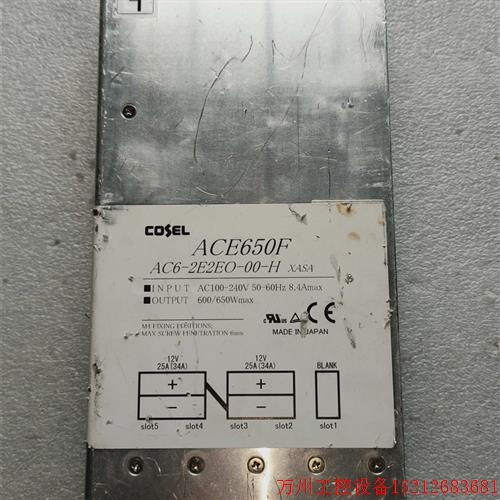 COSEL
ACE650F
AC6-2E2EO-00-H XASA
INPUT AC100-240V 50-60Hz 8.4Amax
OUTPUT 600/650Wmax
M4 FIXING POSITIONS;
MAX SCREW PENETRATION 6mm
MADE IN JAPAN
12V 12V BLANK
25A(34A) 25A(34A)
+ +
− −
slot5 slot4 slot3 slot2 slot1
万州工控设备15212683681